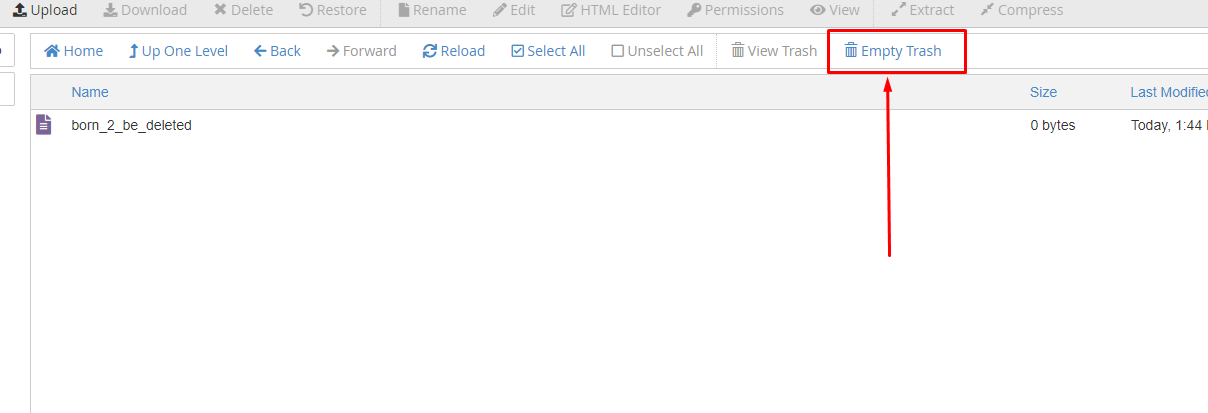 Upload Download Delete Restore Rename Edit HTML Editor Permissions View Extract Compress
Home Up One Level Back Forward Reload Select All Unselect All View Trash Empty Trash
Name Size Last
born_2_be_deleted 0 bytes Today, 1:44